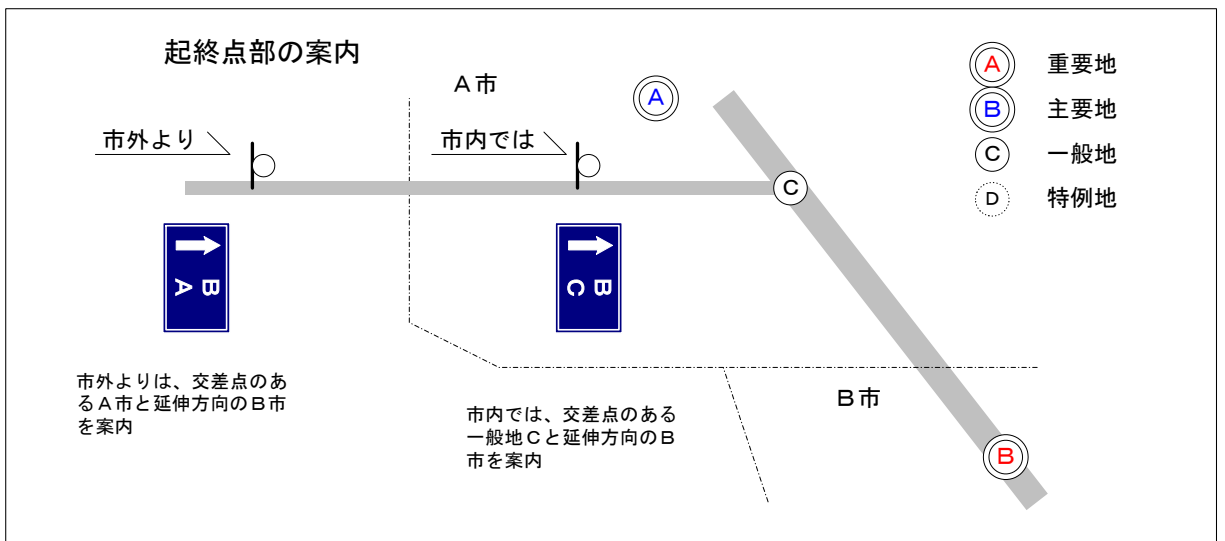 起終点部の案内
A市
A
A 重要地
B 主要地
C 一般地
D 特例地
市外より
市内では
C
B
A
B
C
市外よりは、交差点のあ
るA市と延伸方向のB市
を案内
市内では、交差点のある
一般地Cと延伸方向のB
市を案内
B市
B